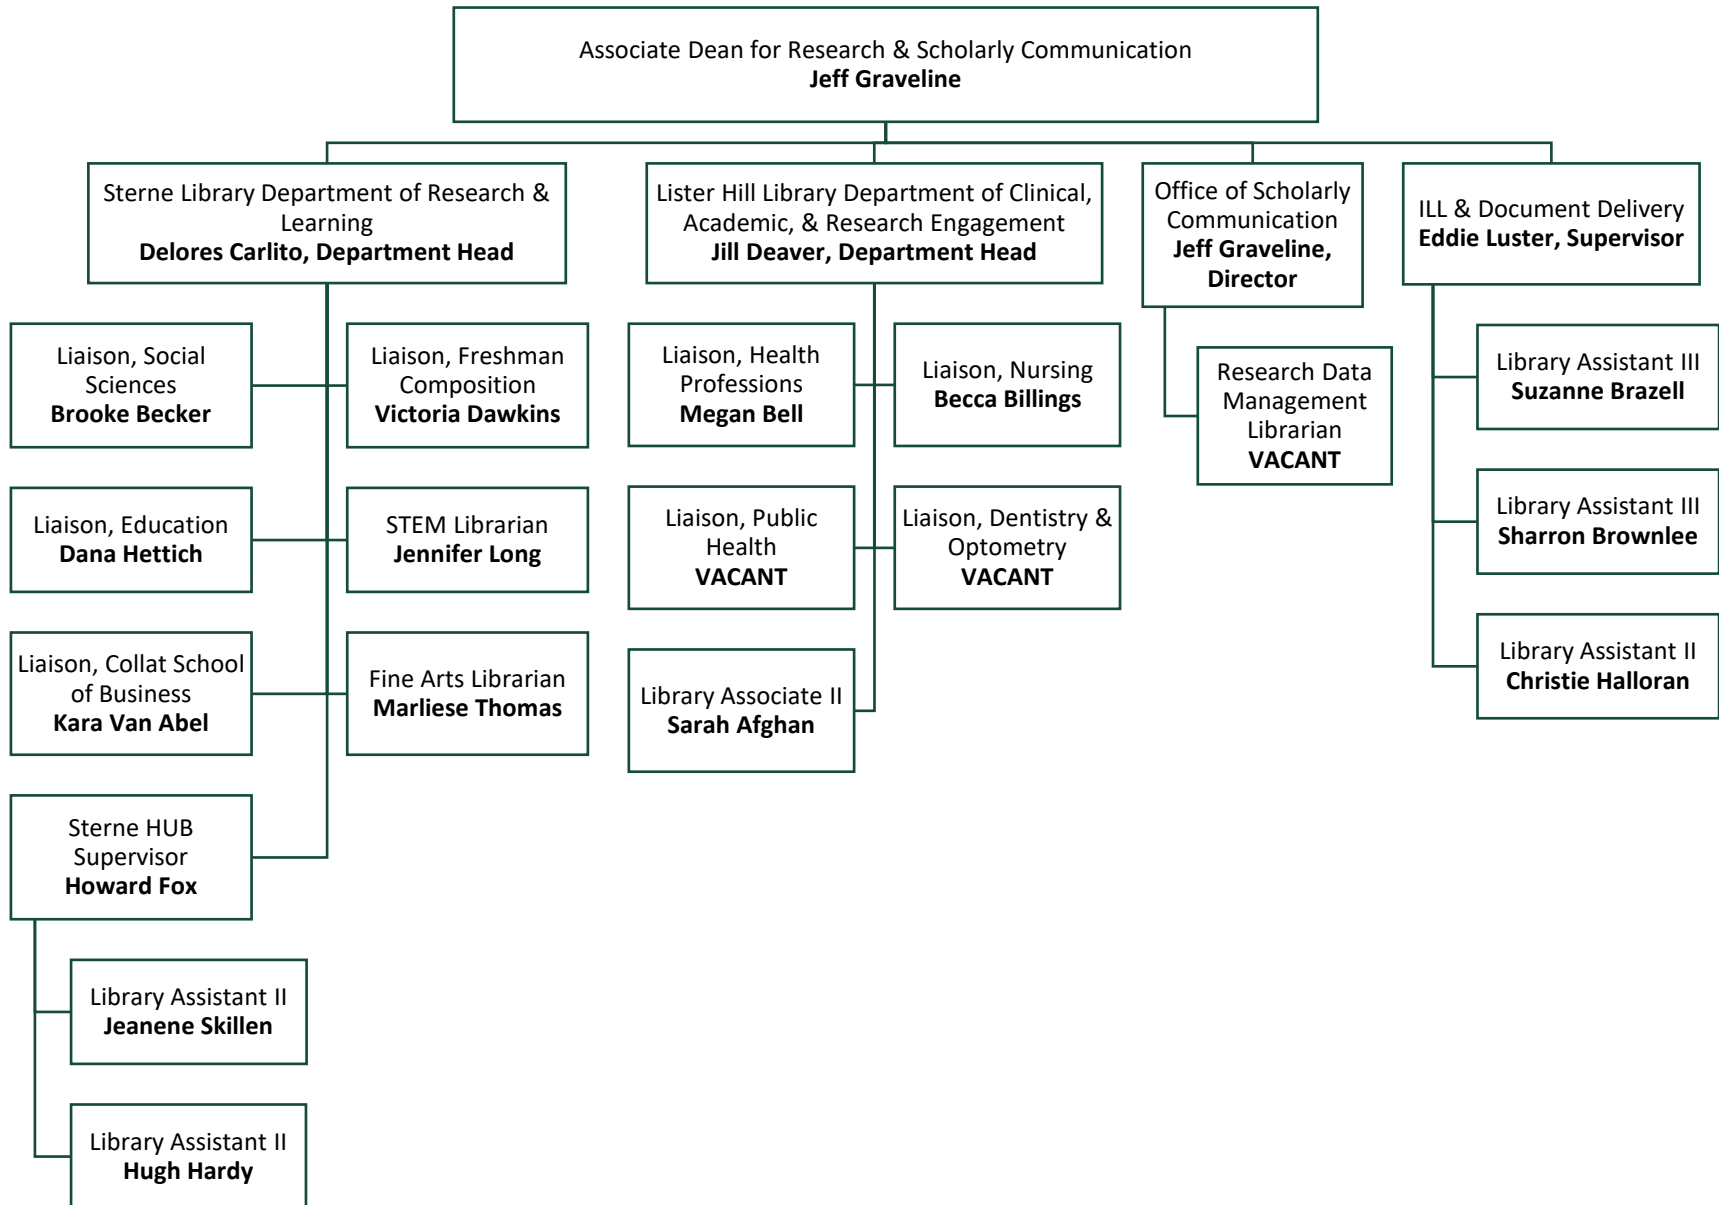 Associate Dean for Research & Scholarly Communication
Jeff Graveline
Sterne Library Department of Research &
Learning
Delores Carlito, Department Head
Lister Hill Library Department of Clinical,
Academic, & Research Engagement
Jill Deaver, Department Head
Office of Scholarly
Communication
Jeff Graveline,
Director
ILL & Document Delivery
Eddie Luster, Supervisor
Liaison, Social
Sciences
Brooke Becker
Liaison, Freshman
Composition
Victoria Dawkins
Liaison, Health
Professions
Megan Bell
Liaison, Nursing
Becca Billings
Research Data
Management
Librarian
VACANT
Library Assistant III
Suzanne Brazell
Liaison, Education
Dana Hettich
STEM Librarian
Jennifer Long
Liaison, Public
Health
VACANT
Liaison, Dentistry &
Optometry
VACANT
Library Assistant III
Sharron Brownlee
Liaison, Collat School
of Business
Kara Van Abel
Fine Arts Librarian
Marliese Thomas
Library Associate II
Sarah Afghan
Library Assistant II
Christie Halloran
Sterne HUB
Supervisor
Howard Fox
Library Assistant II
Jeanene Skillen
Library Assistant II
Hugh Hardy